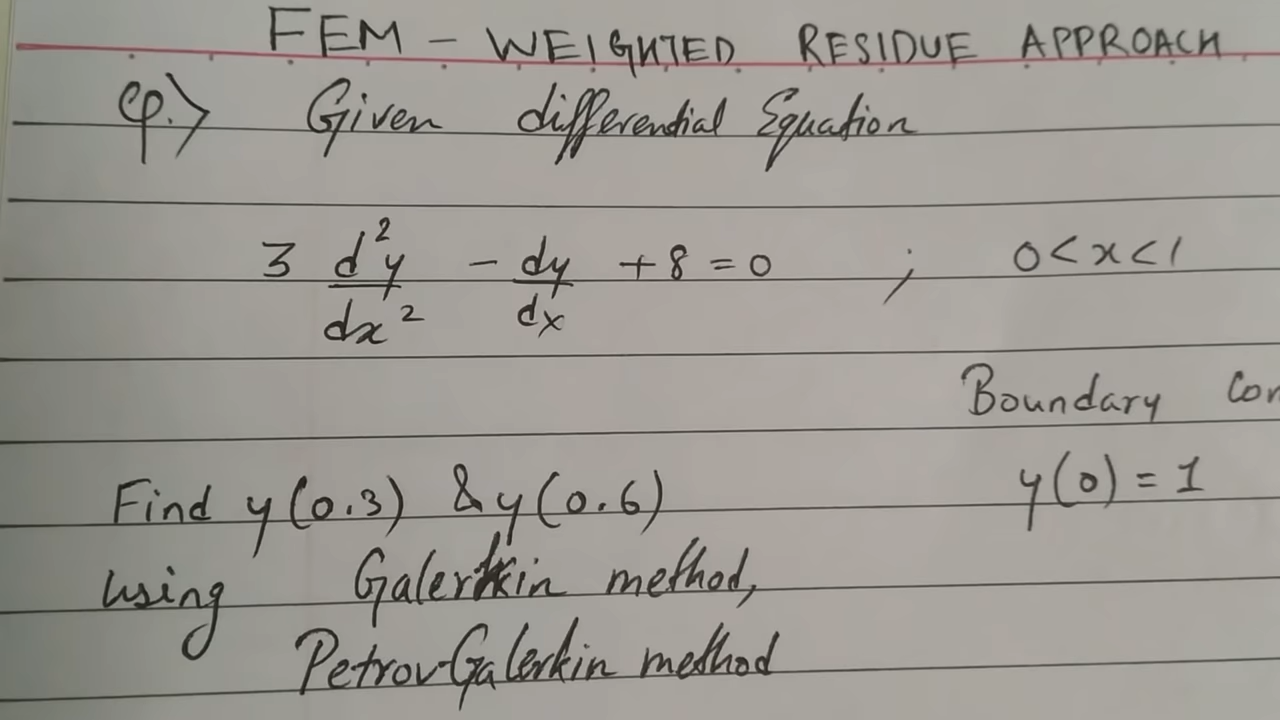 FEM - WEIGHTED RESIDUE APPROACH
Given differential Equation
3 d²y/dx² - dy/dx + 8 = 0 ; 0 < x < 1
Boundary
Find y(0.3) & y(0.6) y(0) = 1
using Galerkin method,
Petrov-Galerkin method